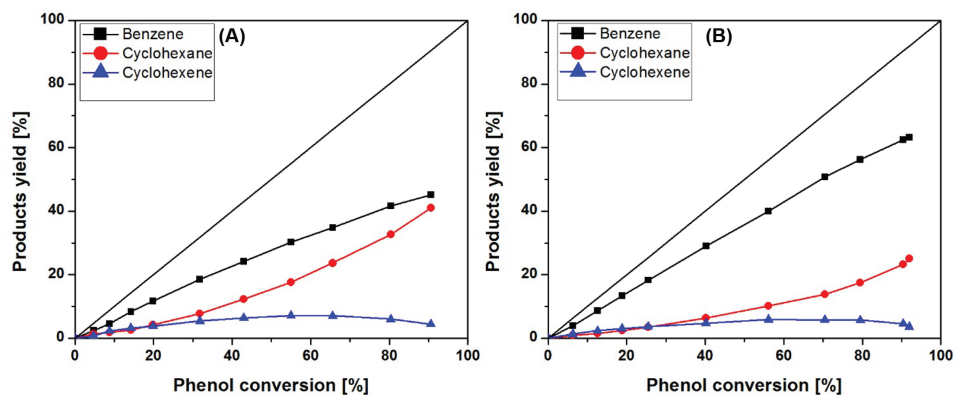 (A)
Benzene
Cyclohexane
Cyclohexene
Products yield [%]
100
80
60
40
20
0
0 20 40 60 80 100
Phenol conversion [%]
(B)
Benzene
Cyclohexane
Cyclohexene
Products yield [%]
100
80
60
40
20
0
0 20 40 60 80 100
Phenol conversion [%]